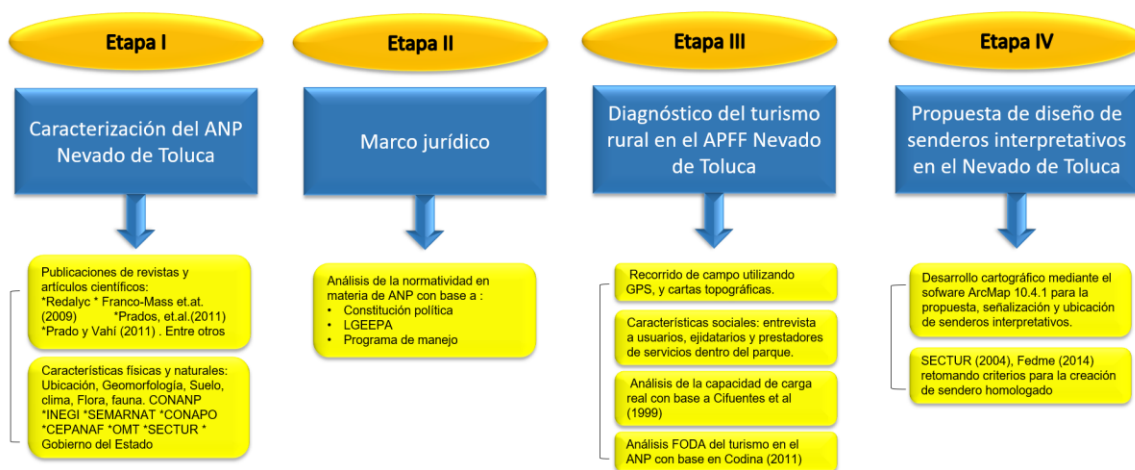 Etapa I
Caracterización del ANP
Nevado de Toluca
Publicaciones de revistas y
artículos científicos:
*Redalyc * Franco-Mass et.at.
(2009) *Prados, et.al.(2011)
*Prado y Vahí (2011) . Entre otros
Características físicas y naturales:
Ubicación, Geomorfología, Suelo,
clima, Flora, fauna. CONANP
*INEGI *SEMARNAT *CONAPO
*CEPANAF *OMT *SECTUR *
Gobierno del Estado
Etapa II
Marco jurídico
Análisis de la normatividad en
materia de ANP con base a :
• Constitución política
• LGEEPA
• Programa de manejo
Etapa III
Diagnóstico del turismo
rural en el APFF Nevado
de Toluca
Recorrido de campo utilizando
GPS, y cartas topográficas.
Características sociales: entrevista
a usuarios, ejidatarios y prestadores
de servicios dentro del parque.
Análisis de la capacidad de carga
real con base a Cifuentes et al
(1999)
Análisis FODA del turismo en el
ANP con base en Codina (2011)
Etapa IV
Propuesta de diseño de
senderos interpretativos
en el Nevado de Toluca
Desarrollo cartográfico mediante el
sofware ArcMap 10.4.1 para la
propuesta, señalización y ubicación
de senderos interpretativos.
SECTUR (2004), Fedme (2014)
retomando criterios para la creación
de sendero homologado